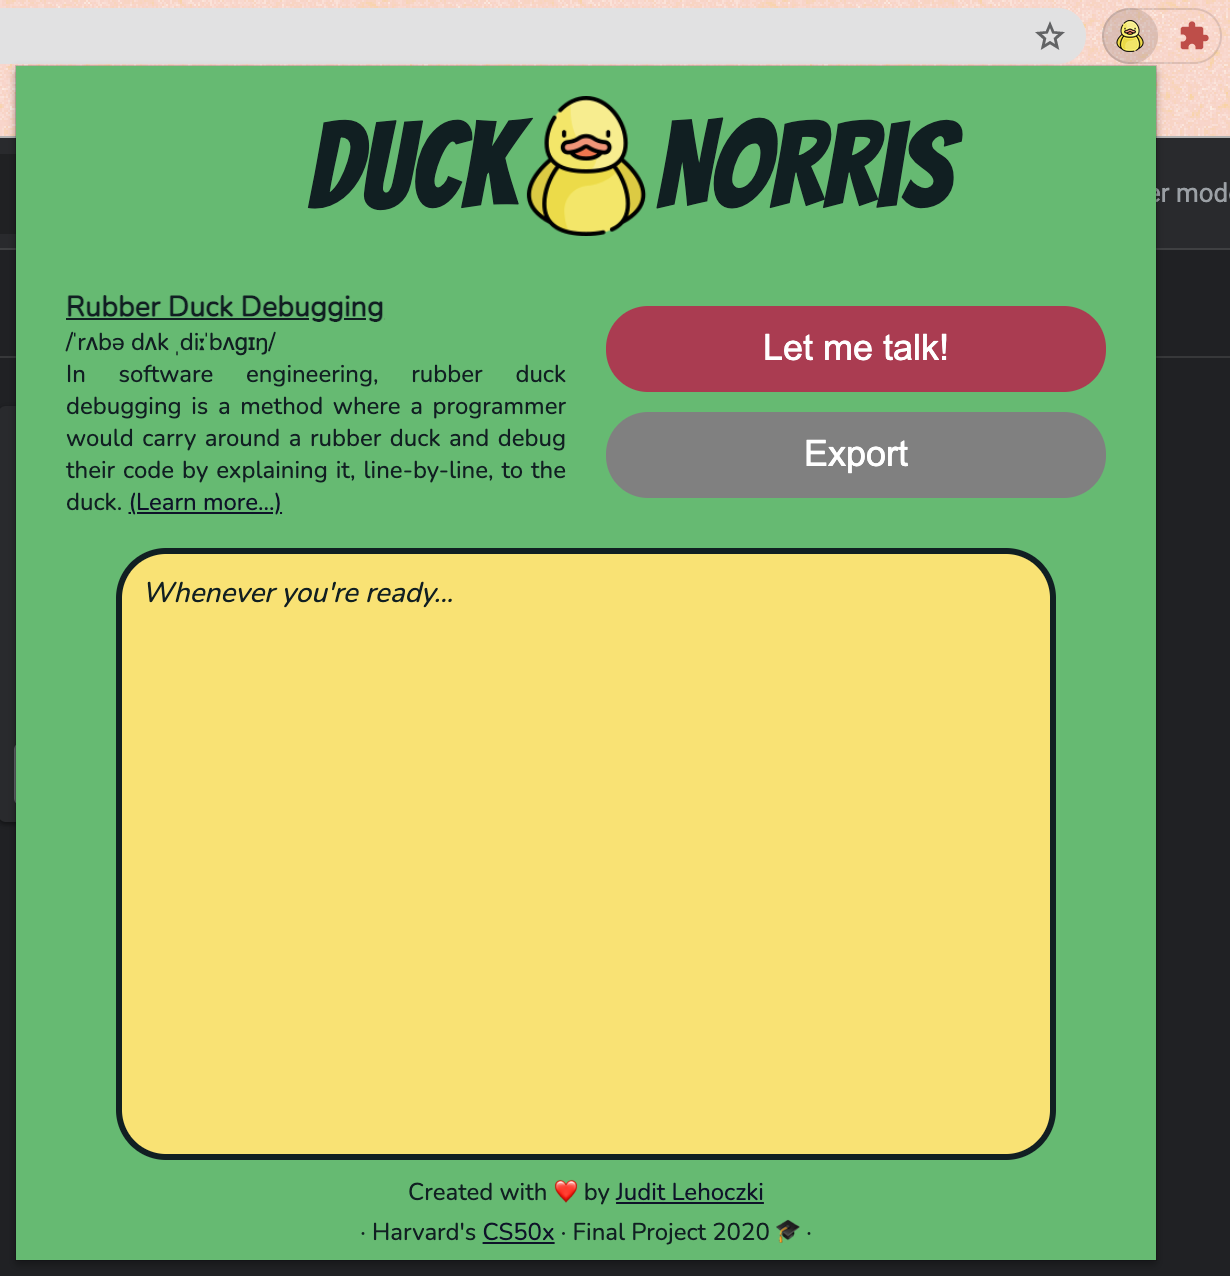 DUCK NORRIS
er mod
Rubber Duck Debugging
/ˈrʌbə dʌk ˌdiːˈbʌgɪŋ/
In software engineering, rubber duck
debugging is a method where a programmer
would carry around a rubber duck and debug
their code by explaining it, line-by-line, to the
duck. (Learn more...)
Let me talk!
Export
Whenever you're ready...
Created with ❤️ by Judit Lehoczki
· Harvard's CS50x · Final Project 2020 🎓 ·